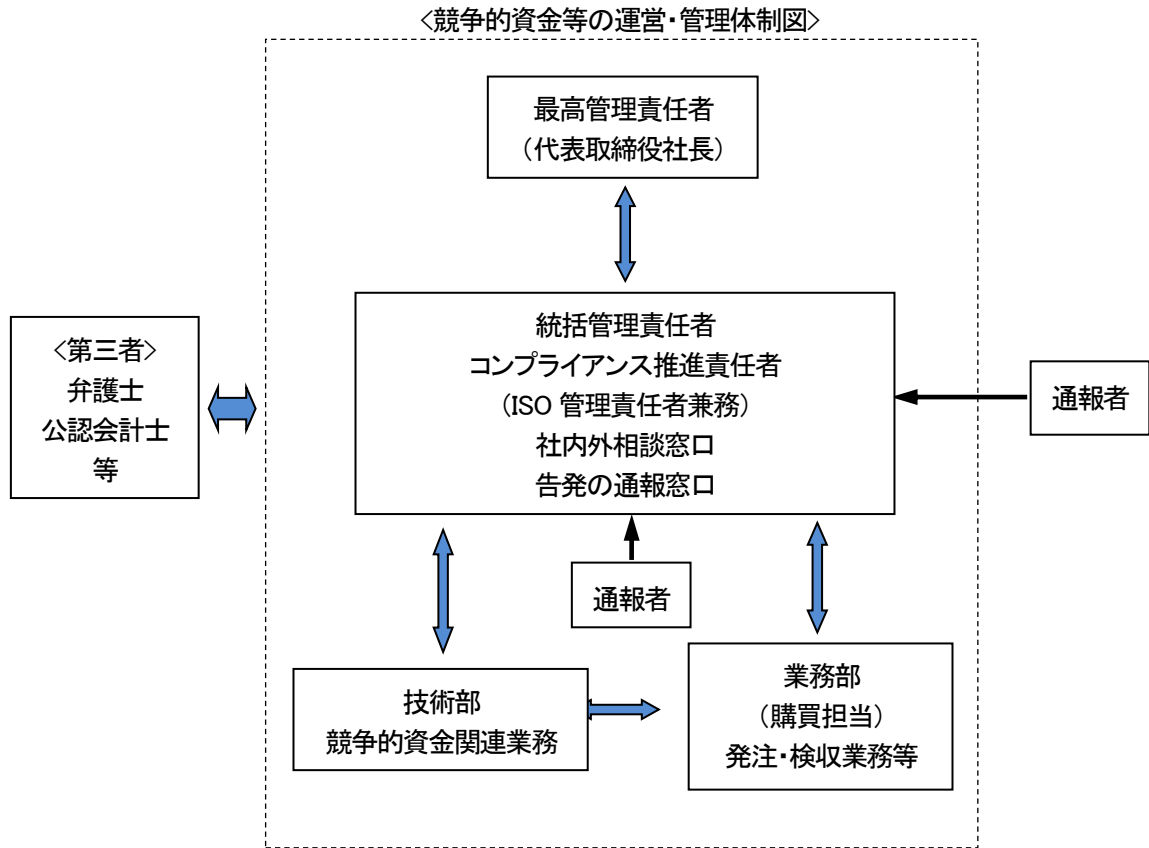 <競争的資金等の運営・管理体制図>
最高管理責任者
（代表取締役社長）
統括管理責任者
コンプライアンス推進責任者
（ISO 管理責任者兼務）
社内外相談窓口
告発の通報窓口
<第三者>
弁護士
公認会計士
等
通報者
通報者
技術部
競争的資金関連業務
業務部
（購買担当）
発注・検収業務等